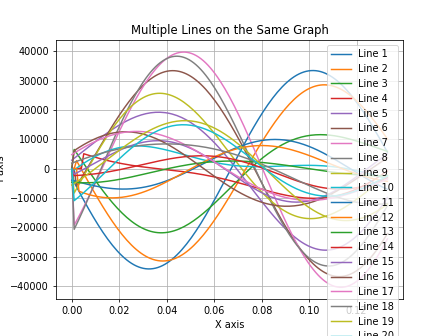 Multiple Lines on the Same Graph
40000
30000
20000
10000
0
−10000
−20000
−30000
−40000
0.00
0.02
0.04
0.06
0.08
0.10
X axis
Line 1
Line 2
Line 3
Line 4
Line 5
Line 6
Line 7
Line 8
Line 9
Line 10
Line 11
Line 12
Line 13
Line 14
Line 15
Line 16
Line 17
Line 18
Line 19